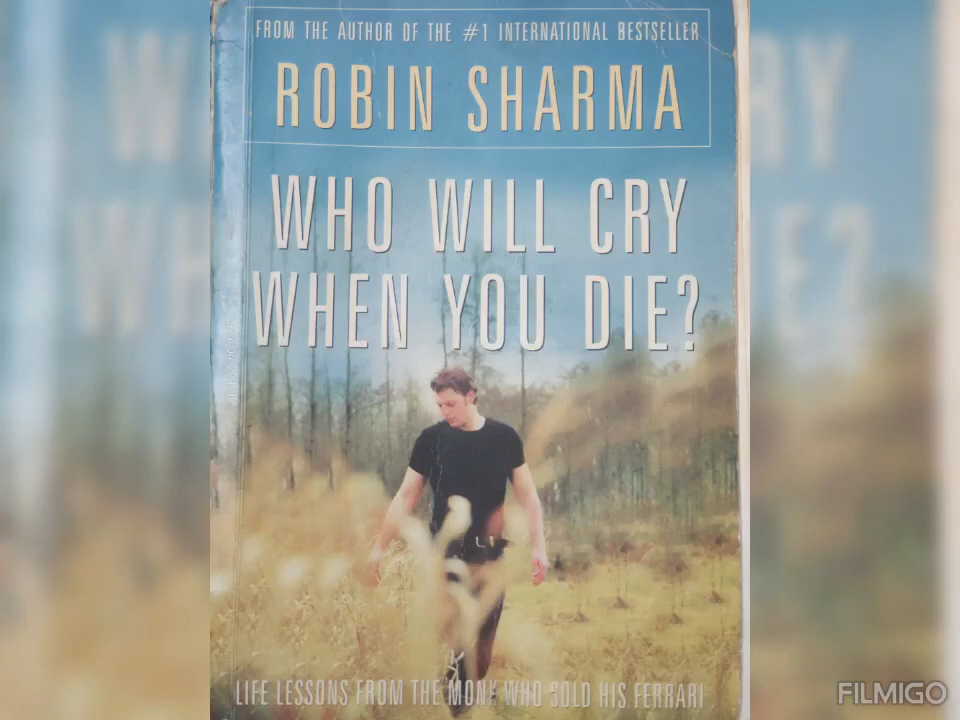 FROM THE AUTHOR OF THE #1 INTERNATIONAL BESTSELLER
ROBIN SHARMA
WHO WILL CRY
WHEN YOU DIE?
LIFE LESSONS FROM THE MONK WHO SOLD HIS FERRARI
FILMIGO